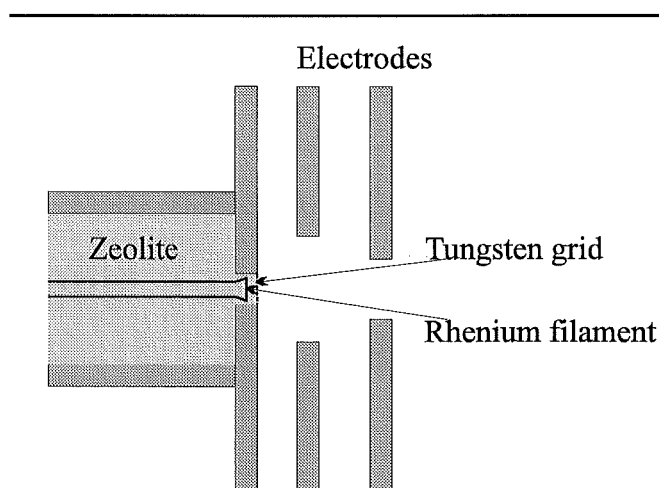 Electrodes
Zeolite
Tungsten grid
Rhenium filament